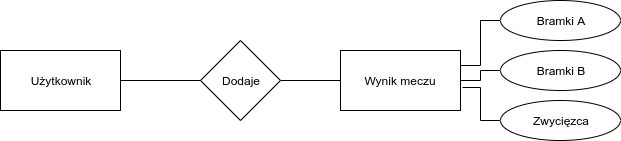 Bramki A
Użytkownik
Dodaje
Wynik meczu
Bramki B
Zwycięzca